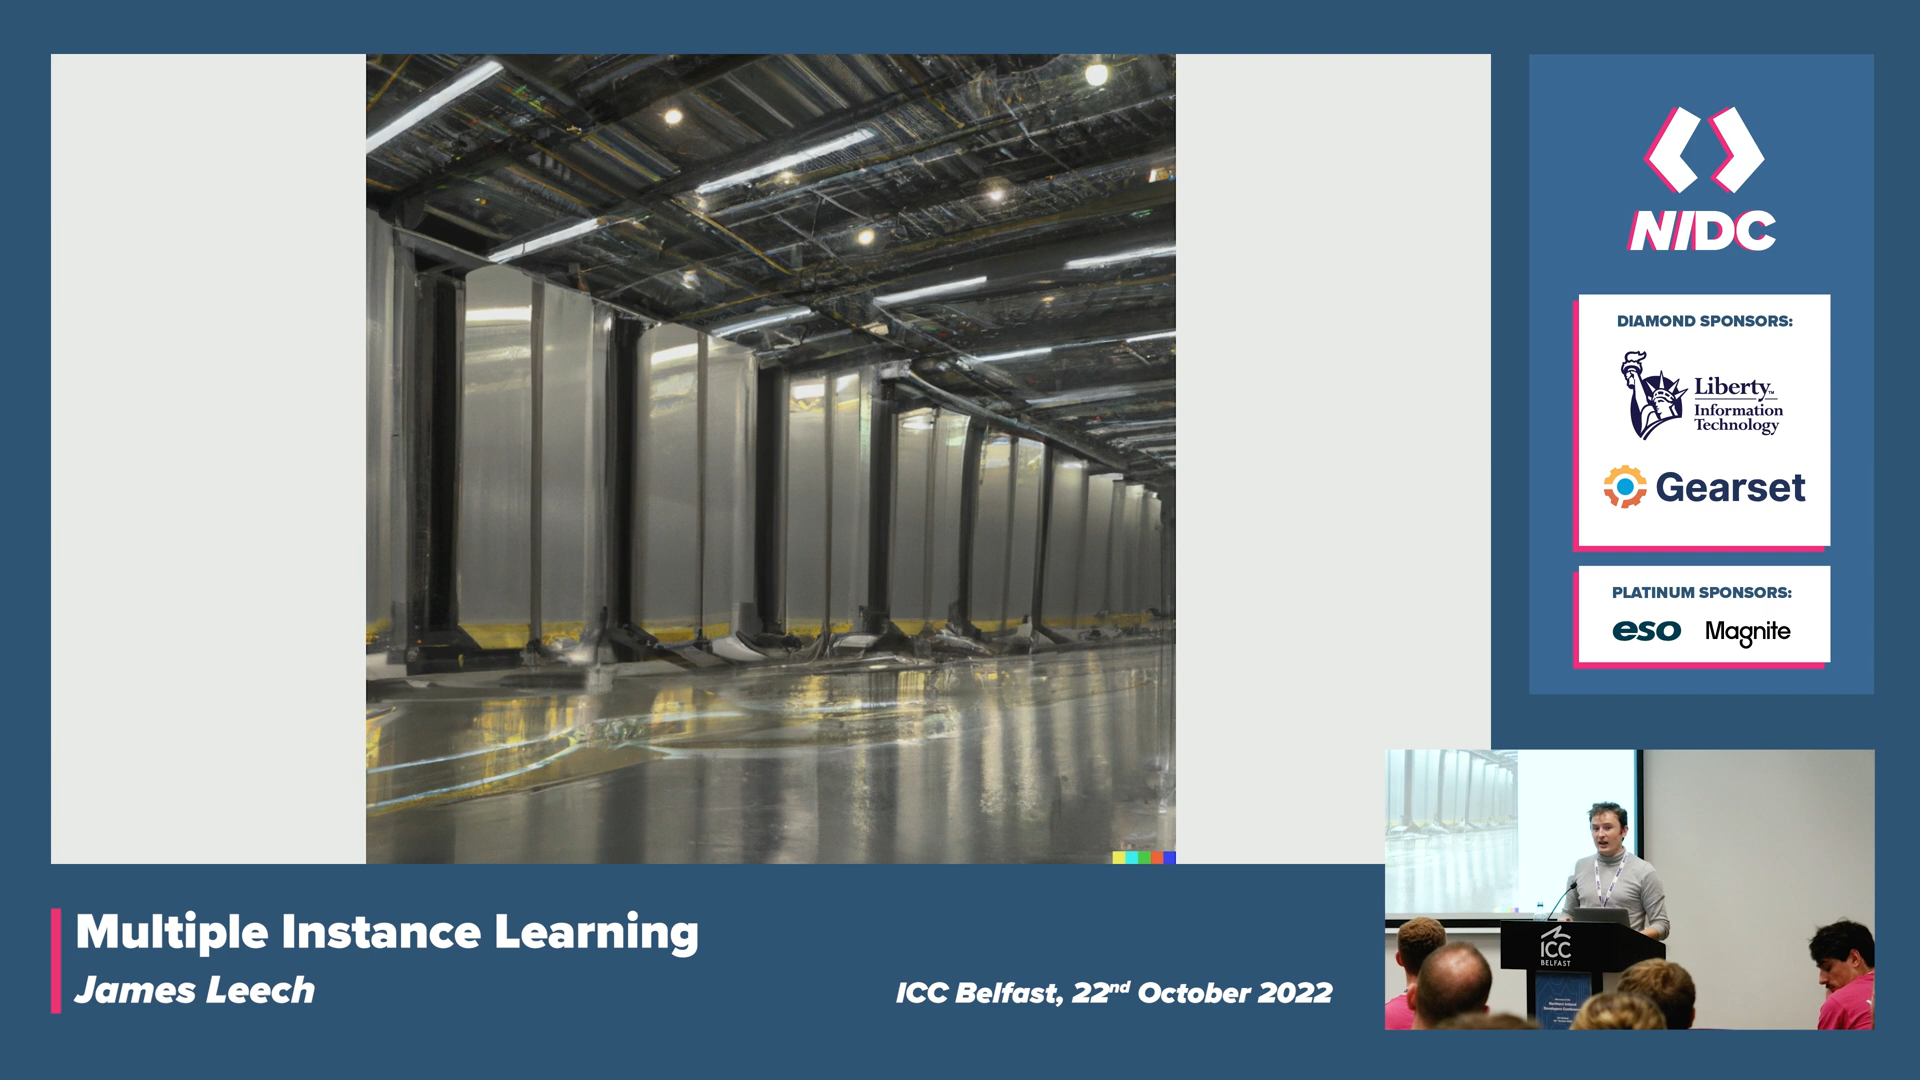 NIDC
DIAMOND SPONSORS:
Liberty™
Information
Technology
Gearset
PLATINUM SPONSORS:
eso Magnite
ICC
BELFAST
Multiple Instance Learning
James Leech
ICC Belfast, 22nd October 2022